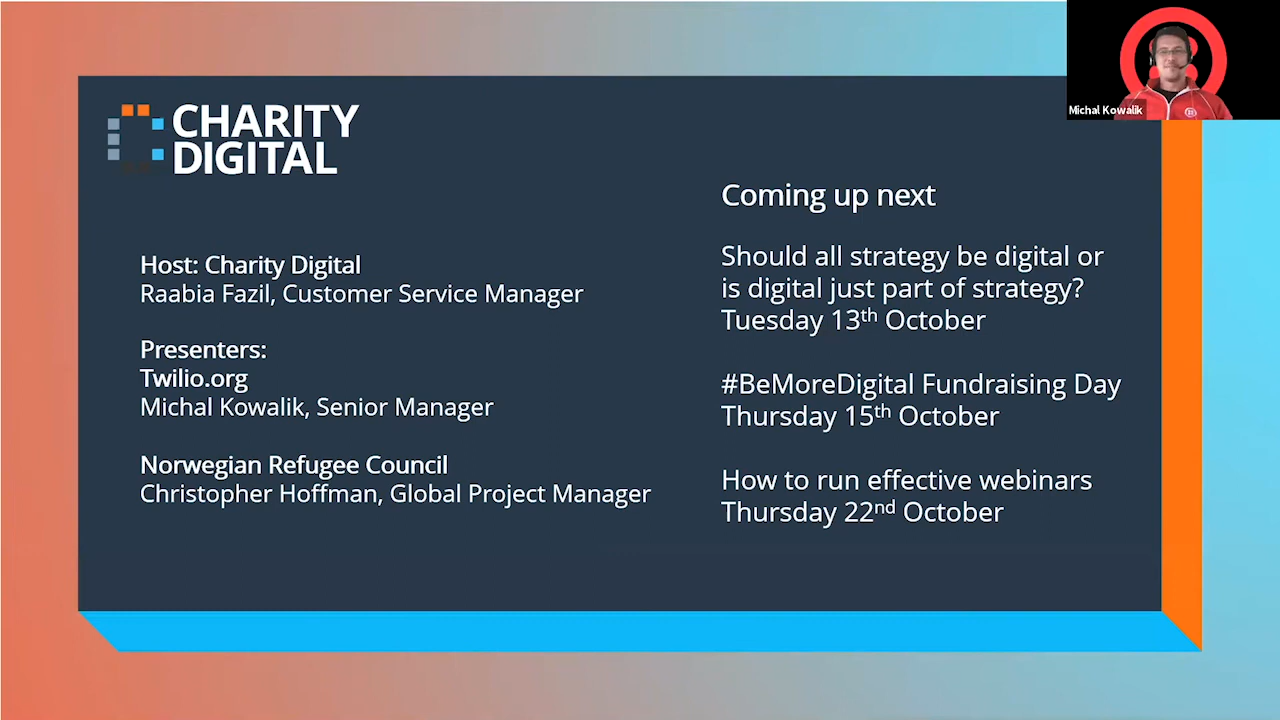 CHARITY
DIGITAL
Host: Charity Digital
Raabia Fazil, Customer Service Manager
Presenters:
Twilio.org
Michal Kowalik, Senior Manager
Norwegian Refugee Council
Christopher Hoffman, Global Project Manager
Coming up next
Should all strategy be digital or
is digital just part of strategy?
Tuesday 13th October
#BeMoreDigital Fundraising Day
Thursday 15th October
How to run effective webinars
Thursday 22nd October
Michal Kowalik